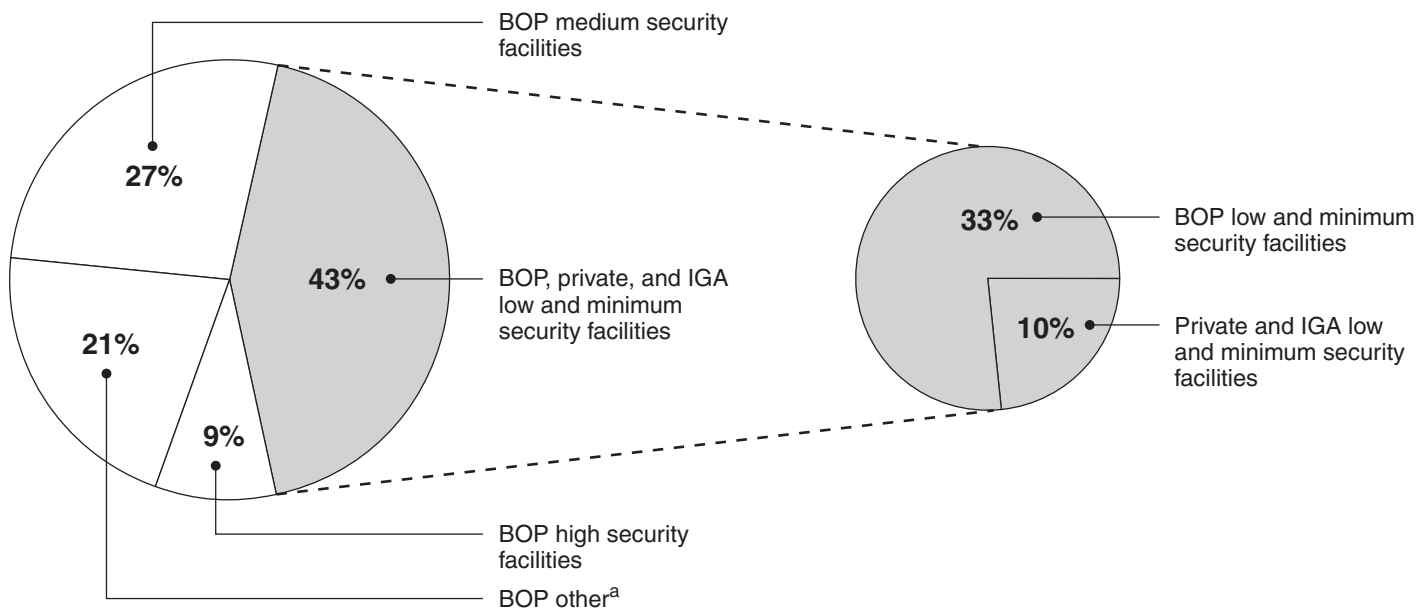 BOP medium security
facilities
27%
43%
BOP, private, and IGA
low and minimum
security facilities
21%
9%
BOP high security
facilities
BOP otherᵃ
33%
BOP low and minimum
security facilities
10%
Private and IGA low
and minimum security
facilities